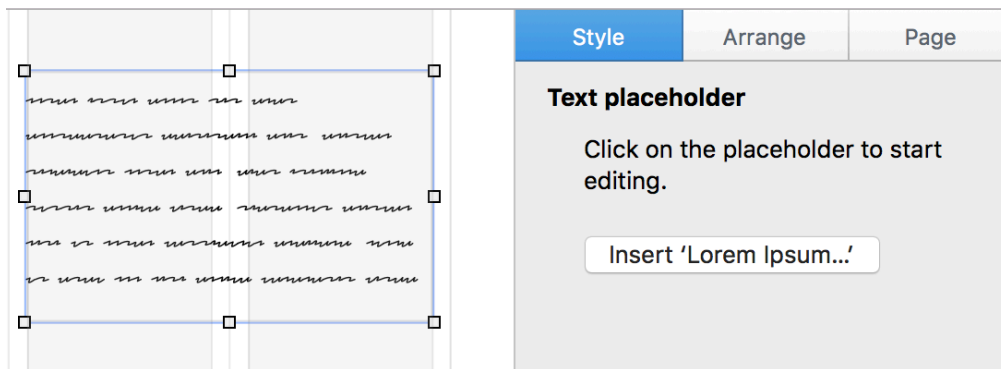 Style Arrange Page
Text placeholder
Click on the placeholder to start
editing.
Insert ‘Lorem Ipsum...’